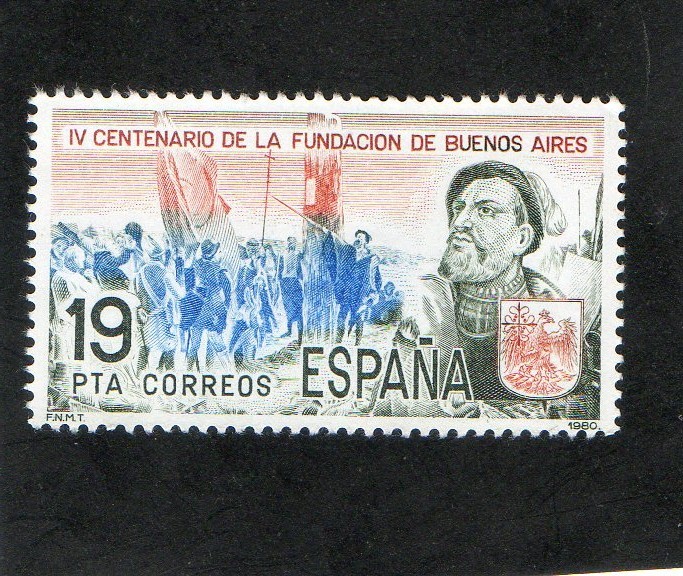 IV CENTENARIO DE LA FUNDACION DE BUENOS AIRES
19
PTA CORREOS ESPAÑA
F.N.M.T. 1980.